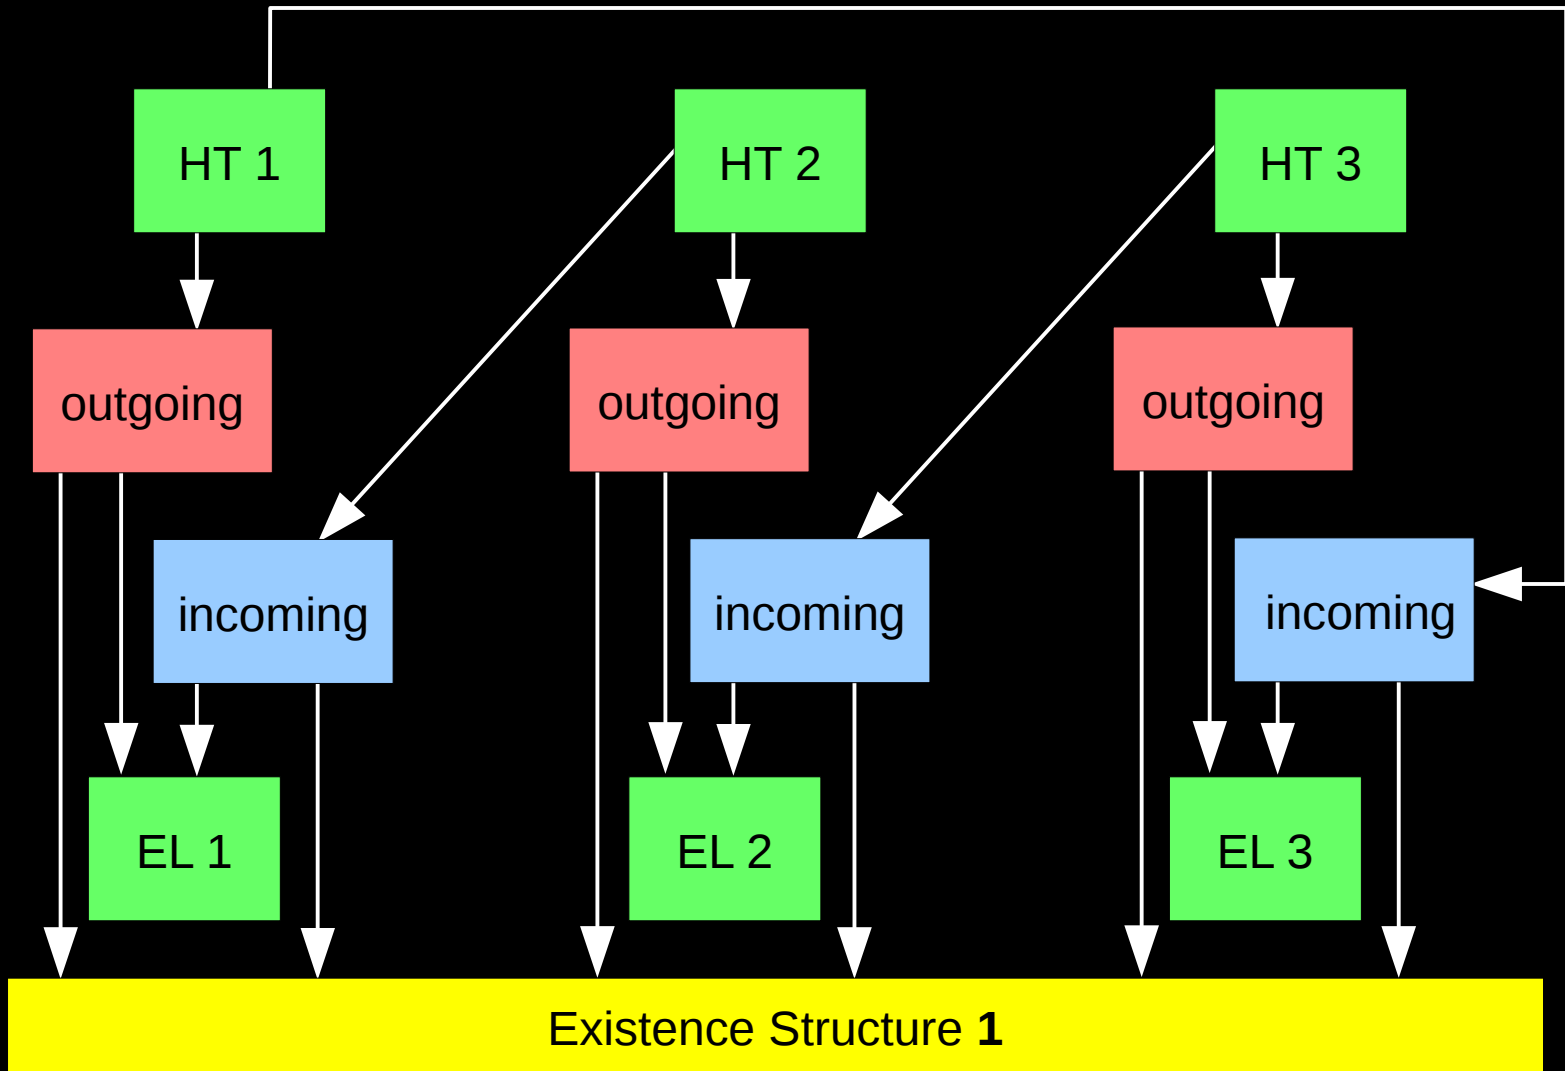 HT 1
HT 2
HT 3
outgoing
outgoing
outgoing
incoming
incoming
incoming
EL 1
EL 2
EL 3
Existence Structure 1